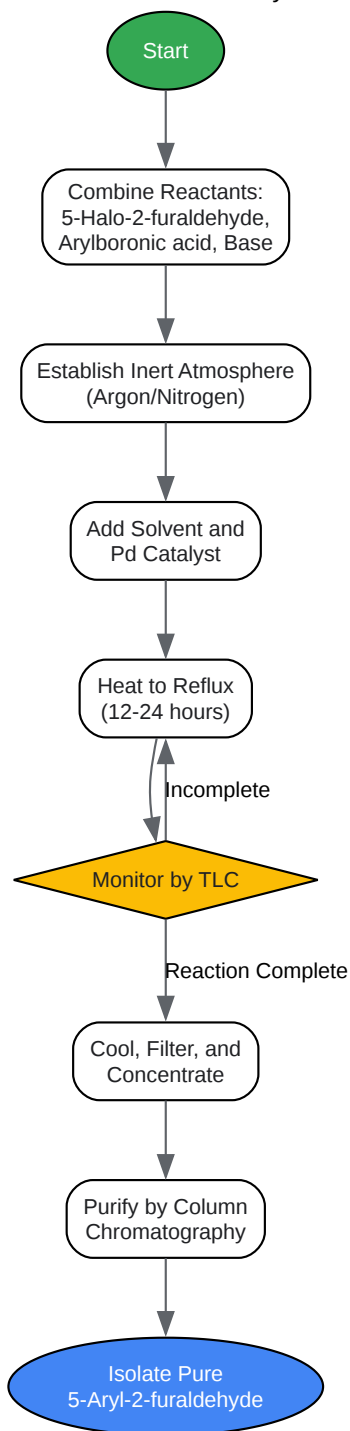 Start
Combine Reactants:
5-Halo-2-furaldehyde,
Arylboronic acid, Base
Establish Inert Atmosphere
(Argon/Nitrogen)
Add Solvent and
Pd Catalyst
Heat to Reflux
(12-24 hours)
Incomplete
Monitor by TLC
Reaction Complete
Cool, Filter, and
Concentrate
Purify by Column
Chromatography
Isolate Pure
5-Aryl-2-furaldehyde